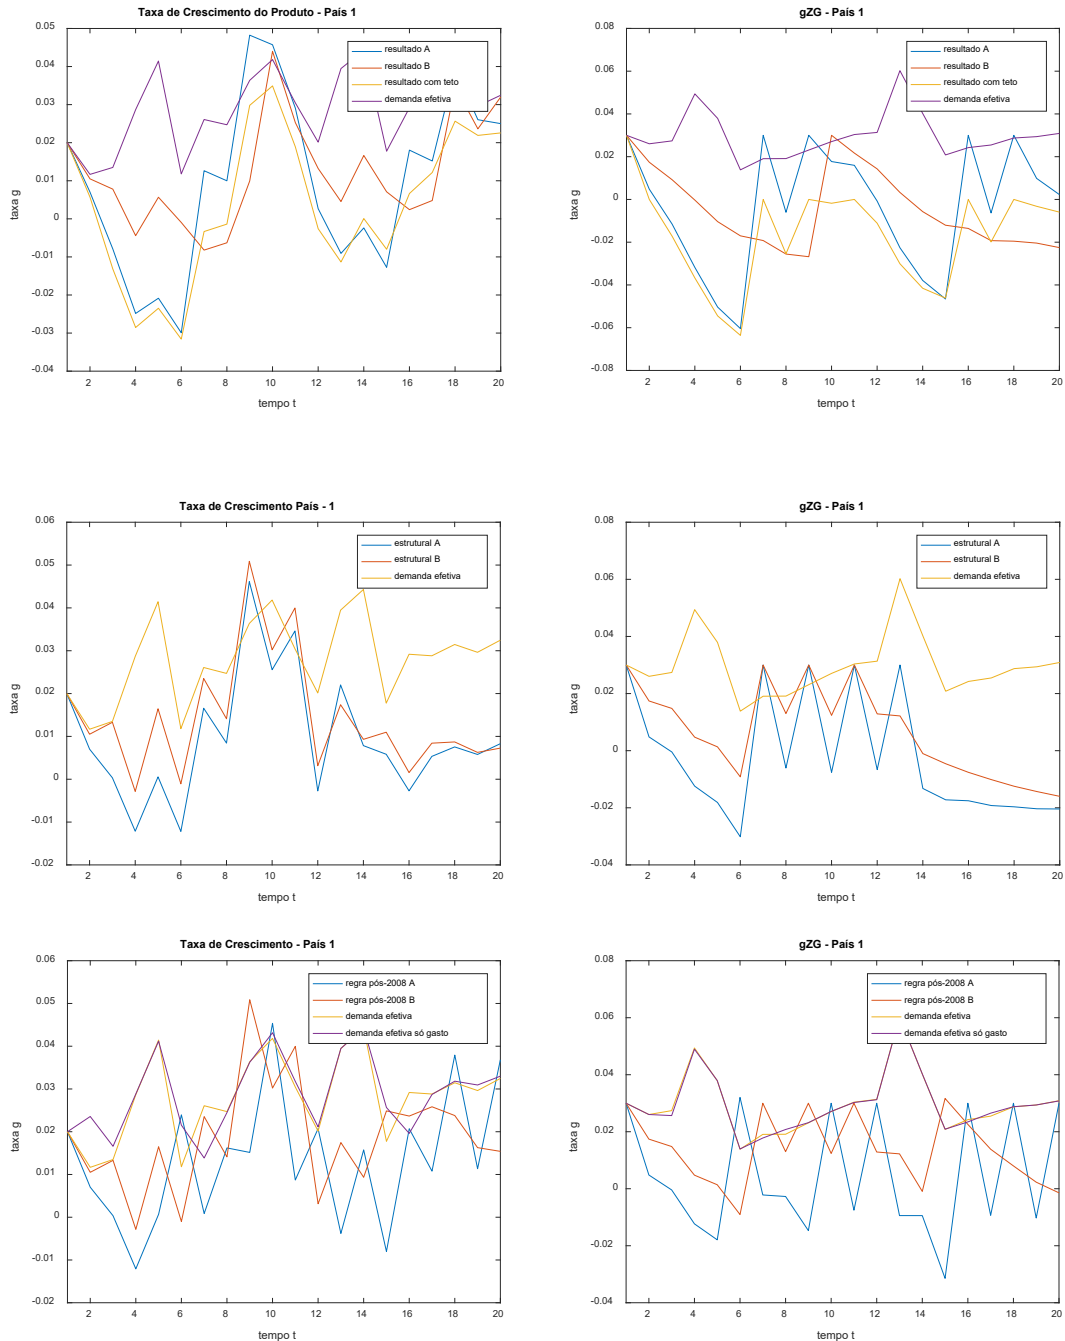 Taxa de Crescimento do Produto - País 1
0.05
0.04
0.03
0.02
0.01
0
-0.01
-0.02
-0.03
-0.04
taxa g
resultado A
resultado B
resultado com teto
demanda efetiva
2 4 6 8 10 12 14 16 18 20
tempo t
gZG - País 1
0.08
0.06
0.04
0.02
0
-0.02
-0.04
-0.06
-0.08
taxa g
resultado A
resultado B
resultado com teto
demanda efetiva
2 4 6 8 10 12 14 16 18 20
tempo t
Taxa de Crescimento País - 1
0.06
0.05
0.04
0.03
0.02
0.01
0
-0.01
-0.02
taxa g
estrutural A
estrutural B
demanda efetiva
2 4 6 8 10 12 14 16 18 20
tempo t
gZG - País 1
0.08
0.06
0.04
0.02
0
-0.02
-0.04
taxa g
estrutural A
estrutural B
demanda efetiva
2 4 6 8 10 12 14 16 18 20
tempo t
Taxa de Crescimento - País 1
0.06
0.05
0.04
0.03
0.02
0.01
0
-0.01
-0.02
taxa g
regra pós-2008 A
regra pós-2008 B
demanda efetiva
demanda efetiva só gasto
2 4 6 8 10 12 14 16 18 20
tempo t
gZG - País 1
0.08
0.06
0.04
0.02
0
-0.02
-0.04
taxa g
regra pós-2008 A
regra pós-2008 B
demanda efetiva
demanda efetiva só gasto
2 4 6 8 10 12 14 16 18 20
tempo t